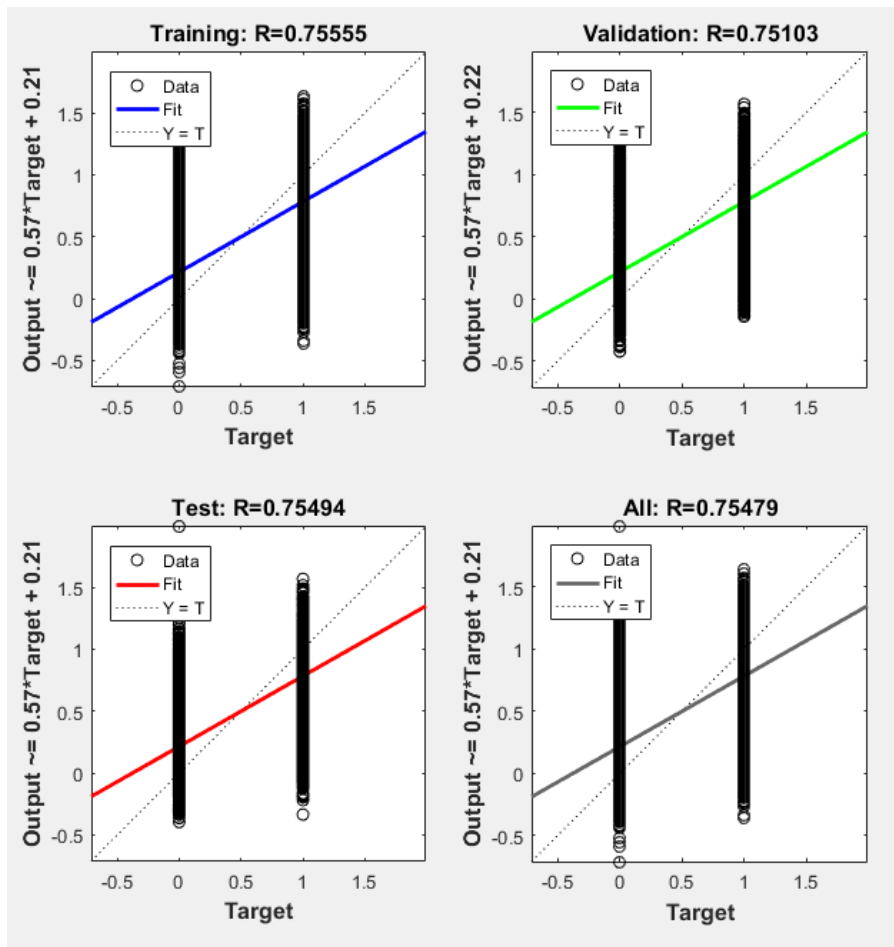 Training: R=0.75555
Output ~= 0.57*Target + 0.21
Data
Fit
Y = T
1.5
1
0.5
0
-0.5
-0.5 0 0.5 1 1.5
Target
Validation: R=0.75103
Output ~= 0.57*Target + 0.22
Data
Fit
Y = T
1.5
1
0.5
0
-0.5
-0.5 0 0.5 1 1.5
Target
Test: R=0.75494
Output ~= 0.57*Target + 0.21
Data
Fit
Y = T
1.5
1
0.5
0
-0.5
-0.5 0 0.5 1 1.5
Target
All: R=0.75479
Output ~= 0.57*Target + 0.21
Data
Fit
Y = T
1.5
1
0.5
0
-0.5
-0.5 0 0.5 1 1.5
Target